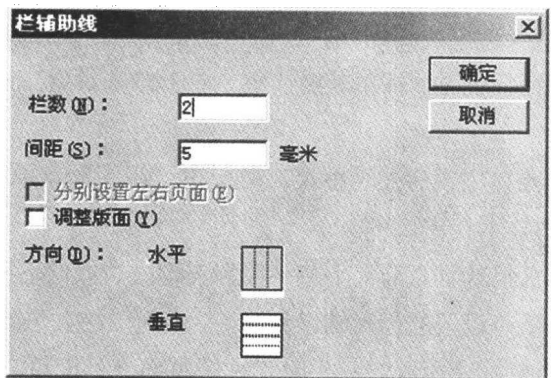 栏辅助线
确定
栏数(N)：
2
取消
间距(S)：
5
毫米
分别设置左右页面(E)
调整版面(Y)
方向(D)：
水平
垂直